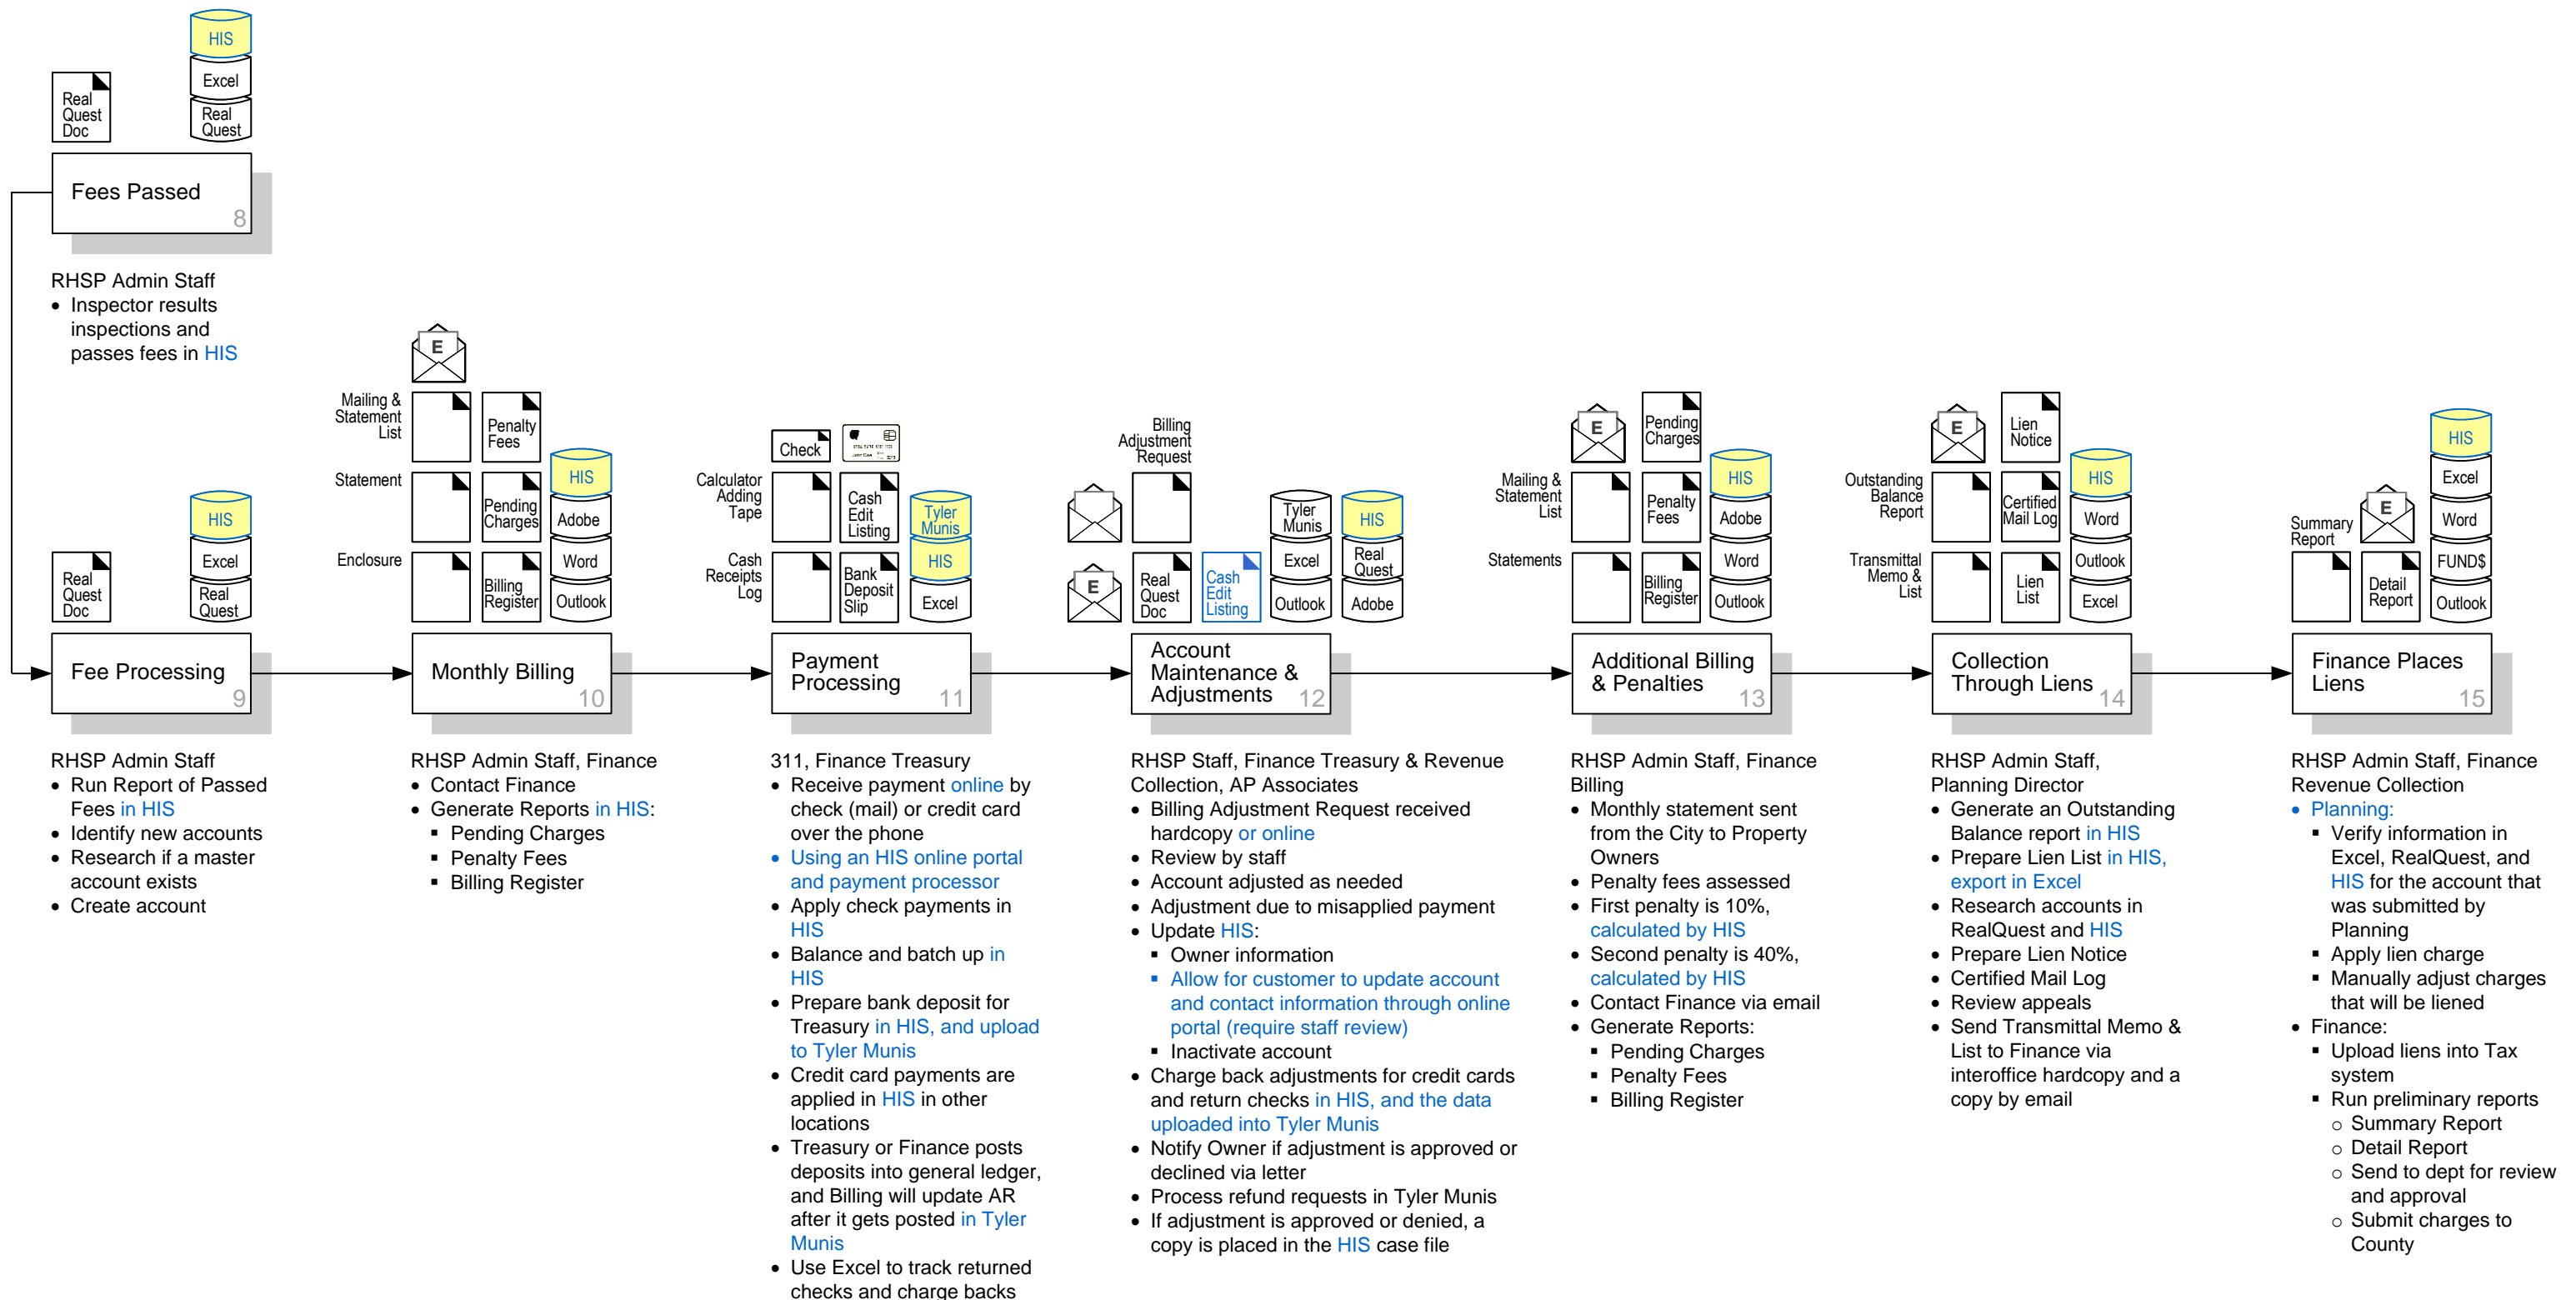 HIS
Excel
Real
Quest
Real
Quest
Doc
Fees Passed
8
RHSP Admin Staff
• Inspector results
inspections and
passes fees in HIS
HIS
Excel
Real
Quest
Real
Quest
Doc
Fee Processing
9
RHSP Admin Staff
• Run Report of Passed
Fees in HIS
• Identify new accounts
• Research if a master
account exists
• Create account
E
Mailing &
Statement
List
Penalty
Fees
Statement
Pending
Charges
Enclosure
Billing
Register
HIS
Adobe
Word
Outlook
Monthly Billing
10
RHSP Admin Staff, Finance
• Contact Finance
• Generate Reports in HIS:
▪ Pending Charges
▪ Penalty Fees
▪ Billing Register
Check
Calculator
Adding
Tape
Cash
Edit
Listing
Cash
Receipts
Log
Bank
Deposit
Slip
Tyler
Munis
HIS
Excel
Payment
Processing
11
311, Finance Treasury
• Receive payment online by
check (mail) or credit card
over the phone
• Using an HIS online portal
and payment processor
• Apply check payments in
HIS
• Balance and batch up in
HIS
• Prepare bank deposit for
Treasury in HIS, and upload
to Tyler Munis
• Credit card payments are
applied in HIS in other
locations
• Treasury or Finance posts
deposits into general ledger,
and Billing will update AR
after it gets posted in Tyler
Munis
• Use Excel to track returned
checks and charge backs
Billing
Adjustment
Request
E
Real
Quest
Doc
Cash
Edit
Listing
Tyler
Munis
Excel
Outlook
HIS
Real
Quest
Adobe
Account
Maintenance &
Adjustments
12
RHSP Staff, Finance Treasury & Revenue
Collection, AP Associates
• Billing Adjustment Request received
hardcopy or online
• Review by staff
• Account adjusted as needed
• Adjustment due to misapplied payment
• Update HIS:
▪ Owner information
▪ Allow for customer to update account
and contact information through online
portal (require staff review)
▪ Inactivate account
• Charge back adjustments for credit cards
and return checks in HIS, and the data
uploaded into Tyler Munis
• Notify Owner if adjustment is approved or
declined via letter
• Process refund requests in Tyler Munis
• If adjustment is approved or denied, a
copy is placed in the HIS case file
E
Pending
Charges
Mailing &
Statement
List
Penalty
Fees
Statements
Billing
Register
HIS
Adobe
Word
Outlook
Additional Billing
& Penalties
13
RHSP Admin Staff, Finance
Billing
• Monthly statement sent
from the City to Property
Owners
• Penalty fees assessed
• First penalty is 10%,
calculated by HIS
• Second penalty is 40%,
calculated by HIS
• Contact Finance via email
• Generate Reports:
▪ Pending Charges
▪ Penalty Fees
▪ Billing Register
E
Lien
Notice
Outstanding
Balance
Report
Certified
Mail Log
Transmittal
Memo &
List
Lien
List
HIS
Word
Outlook
Excel
Collection
Through Liens
14
RHSP Admin Staff,
Planning Director
• Generate an Outstanding
Balance report in HIS
• Prepare Lien List in HIS,
export in Excel
• Research accounts in
RealQuest and HIS
• Prepare Lien Notice
• Certified Mail Log
• Review appeals
• Send Transmittal Memo &
List to Finance via
interoffice hardcopy and a
copy by email
Summary
Report
E
Detail
Report
HIS
Excel
Word
FUND$
Outlook
Finance Places
Liens
15
RHSP Admin Staff, Finance
Revenue Collection
• Planning:
▪ Verify information in
Excel, RealQuest, and
HIS for the account that
was submitted by
Planning
▪ Apply lien charge
▪ Manually adjust charges
that will be liened
• Finance:
▪ Upload liens into Tax
system
▪ Run preliminary reports
o Summary Report
o Detail Report
o Send to dept for review
and approval
o Submit charges to
County